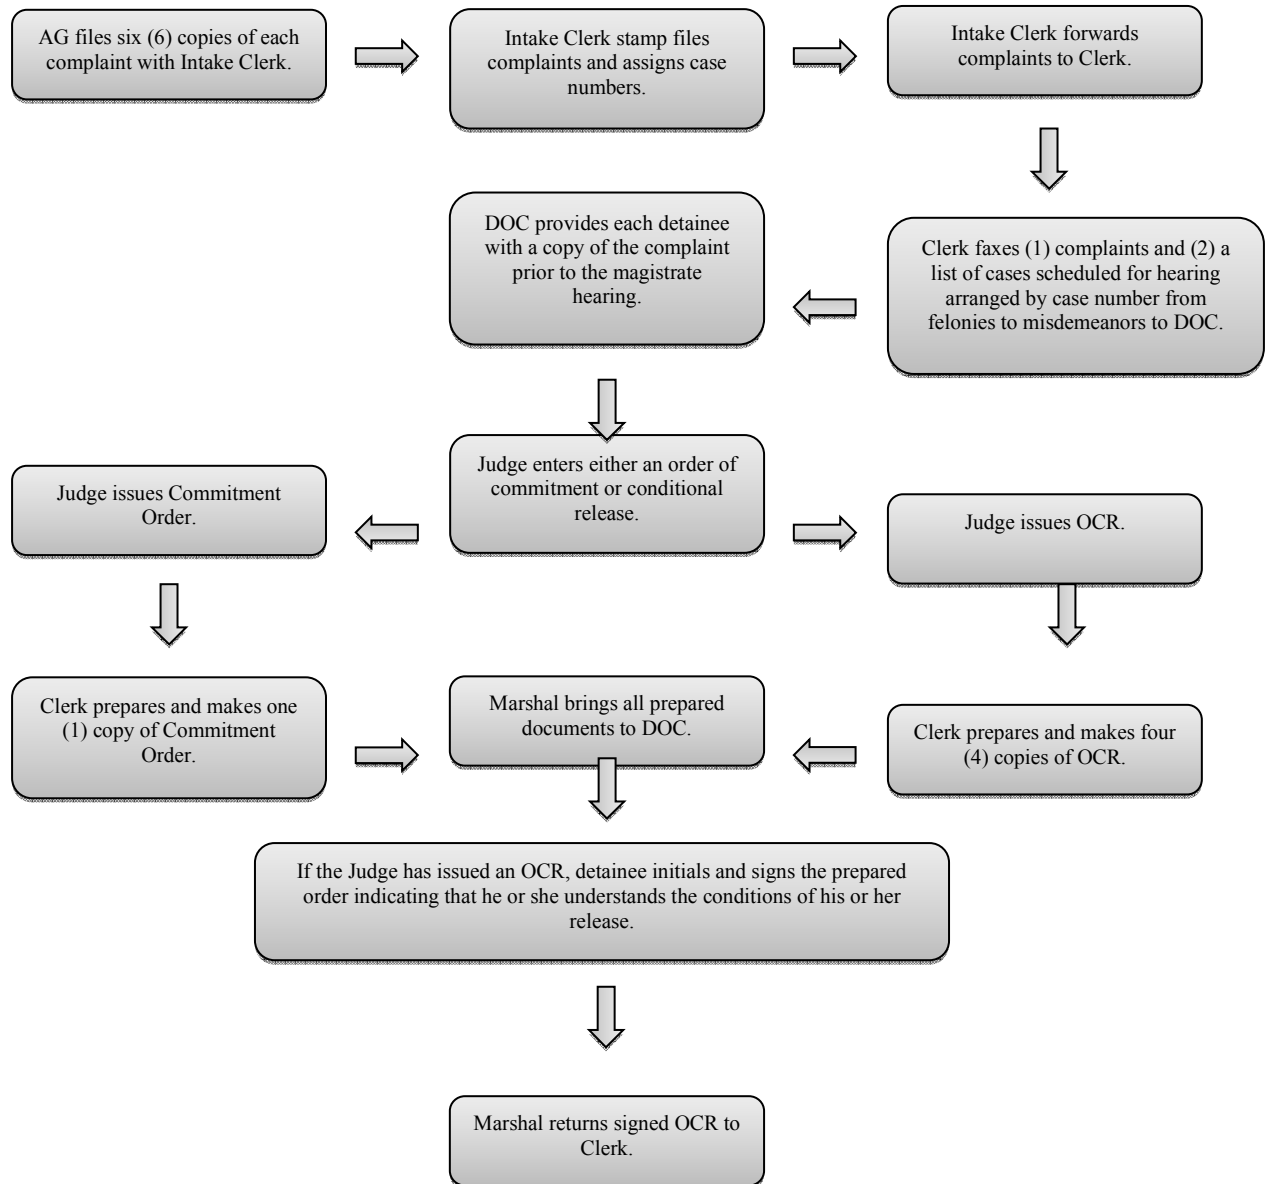 AG files six (6) copies of each
complaint with Intake Clerk.
Intake Clerk stamp files
complaints and assigns case
numbers.
Intake Clerk forwards
complaints to Clerk.
Clerk faxes (1) complaints and (2) a
list of cases scheduled for hearing
arranged by case number from
felonies to misdemeanors to DOC.
DOC provides each detainee
with a copy of the complaint
prior to the magistrate
hearing.
Judge enters either an order of
commitment or conditional
release.
Judge issues Commitment
Order.
Judge issues OCR.
Clerk prepares and makes one
(1) copy of Commitment
Order.
Marshal brings all prepared
documents to DOC.
Clerk prepares and makes four
(4) copies of OCR.
If the Judge has issued an OCR, detainee initials and signs the prepared
order indicating that he or she understands the conditions of his or her
release.
Marshal returns signed OCR to
Clerk.